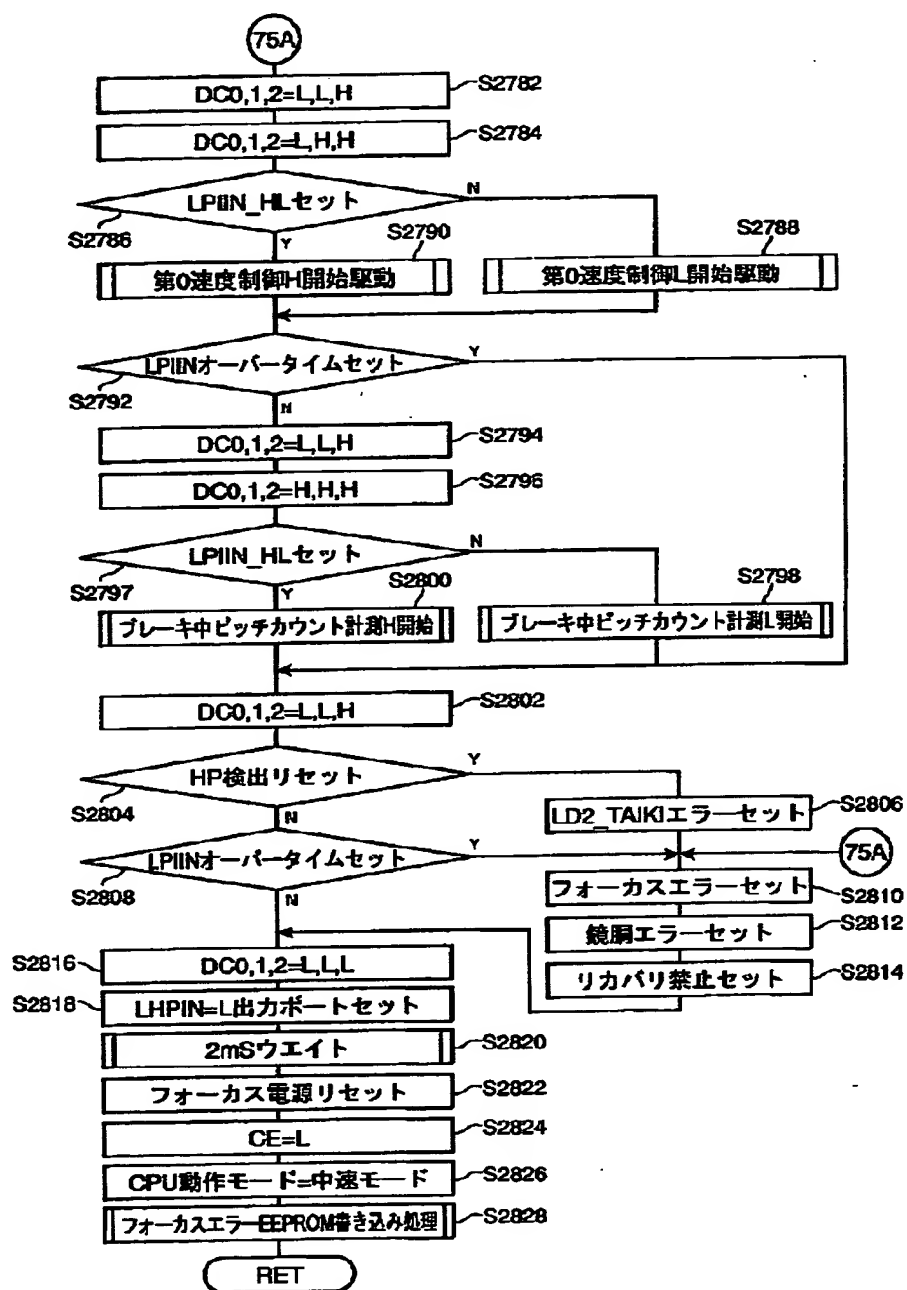 75A
DC0,1,2=L,L,H
S2782
DC0,1,2=L,H,H
S2784
LPIIN_HLセット
N
S2786
Y
S2790
S2788
第0速度制御H開始駆動
第0速度制御L開始駆動
LPIINオーバータイムセット
Y
S2792
N
DC0,1,2=L,L,H
S2794
DC0,1,2=H,H,H
S2796
LPIIN_HLセット
N
S2797
Y
S2800
S2798
ブレーキ中ピッチカウント計測H開始
ブレーキ中ピッチカウント計測L開始
DC0,1,2=L,L,H
S2802
HP検出リセット
Y
S2804
N
LD2_TAIKIエラーセット
S2806
LPIINオーバータイムセット
Y
75A
S2808
N
フォーカスエラーセット
S2810
鏡胴エラーセット
S2812
S2816
DC0,1,2=L,L,L
リカバリ禁止セット
S2814
S2818
LHPIN=L出力ポートセット
2mSウエイト
S2820
フォーカス電源リセット
S2822
CE=L
S2824
CPU動作モード=中速モード
S2826
フォーカスエラーEEPROM書き込み処理
S2828
RET